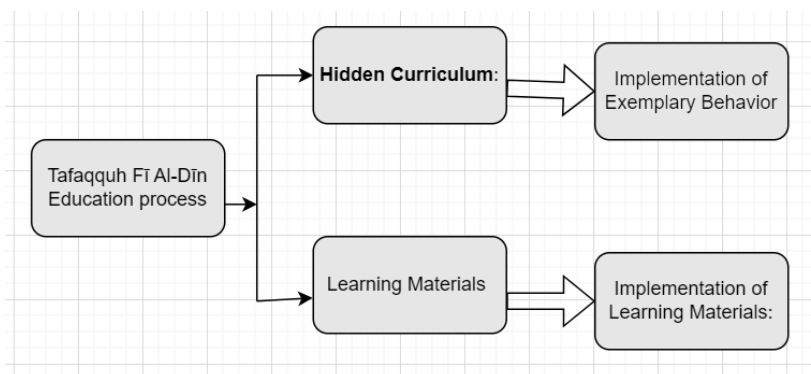 Hidden Curriculum:
Implementation of
Exemplary Behavior
Tafaqquh Fī Al-Dīn
Education process
Learning Materials
Implementation of
Learning Materials: